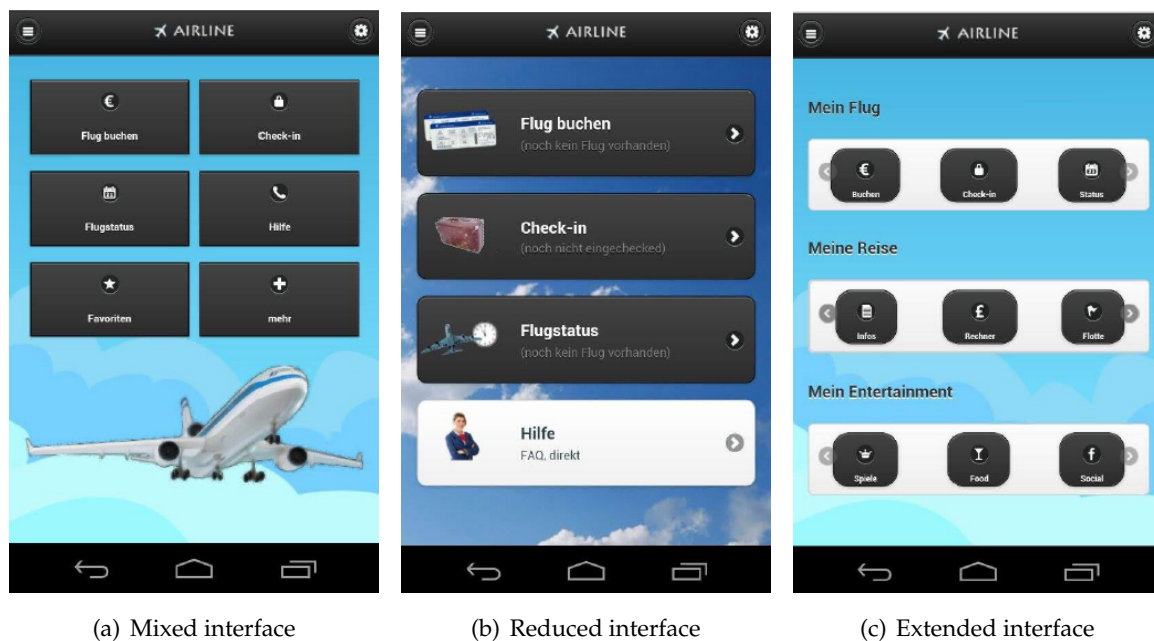 AIRLINE
Flug buchen
Check-in
Flugstatus
Hilfe
Favoriten
mehr
(a) Mixed interface
AIRLINE
Flug buchen
(noch kein Flug vorhanden)
Check-in
(noch nicht eingechecked)
Flugstatus
(noch kein Flug vorhanden)
Hilfe
FAQ, direkt
(b) Reduced interface
AIRLINE
Mein Flug
Buchen
Check-in
Status
Meine Reise
Infos
Rechner
Flotte
Mein Entertainment
Spiele
Food
Social
(c) Extended interface